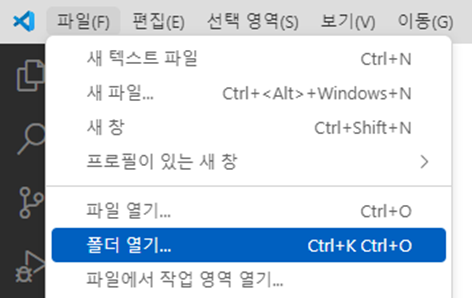 파일(F) 편집(E) 선택 영역(S) 보기(V) 이동(G)
새 텍스트 파일 Ctrl+N
새 파일... Ctrl+<Alt>+Windows+N
새 창 Ctrl+Shift+N
프로필이 있는 새 창
파일 열기... Ctrl+O
폴더 열기... Ctrl+K Ctrl+O
파일에서 작업 영역 열기...